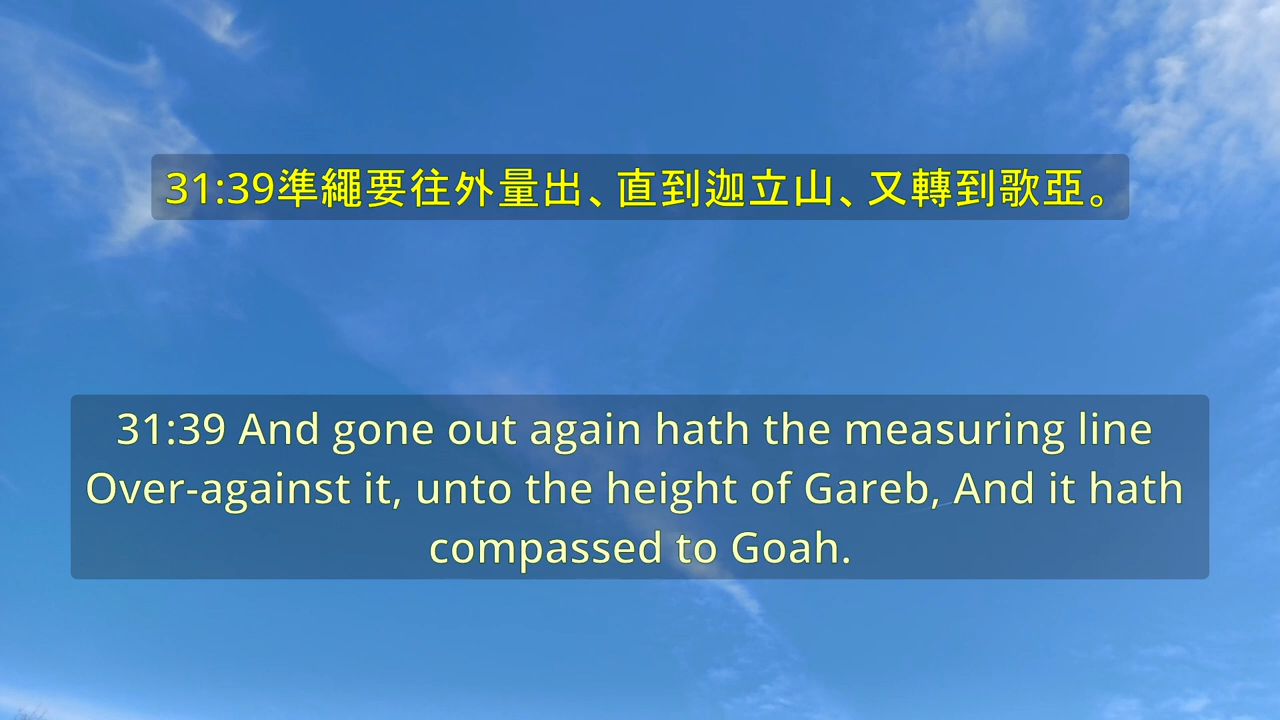 31:39準繩要往外量出、直到迦立山、又轉到歌亞。
31:39 And gone out again hath the measuring line
Over-against it, unto the height of Gareb, And it hath
compassed to Goah.